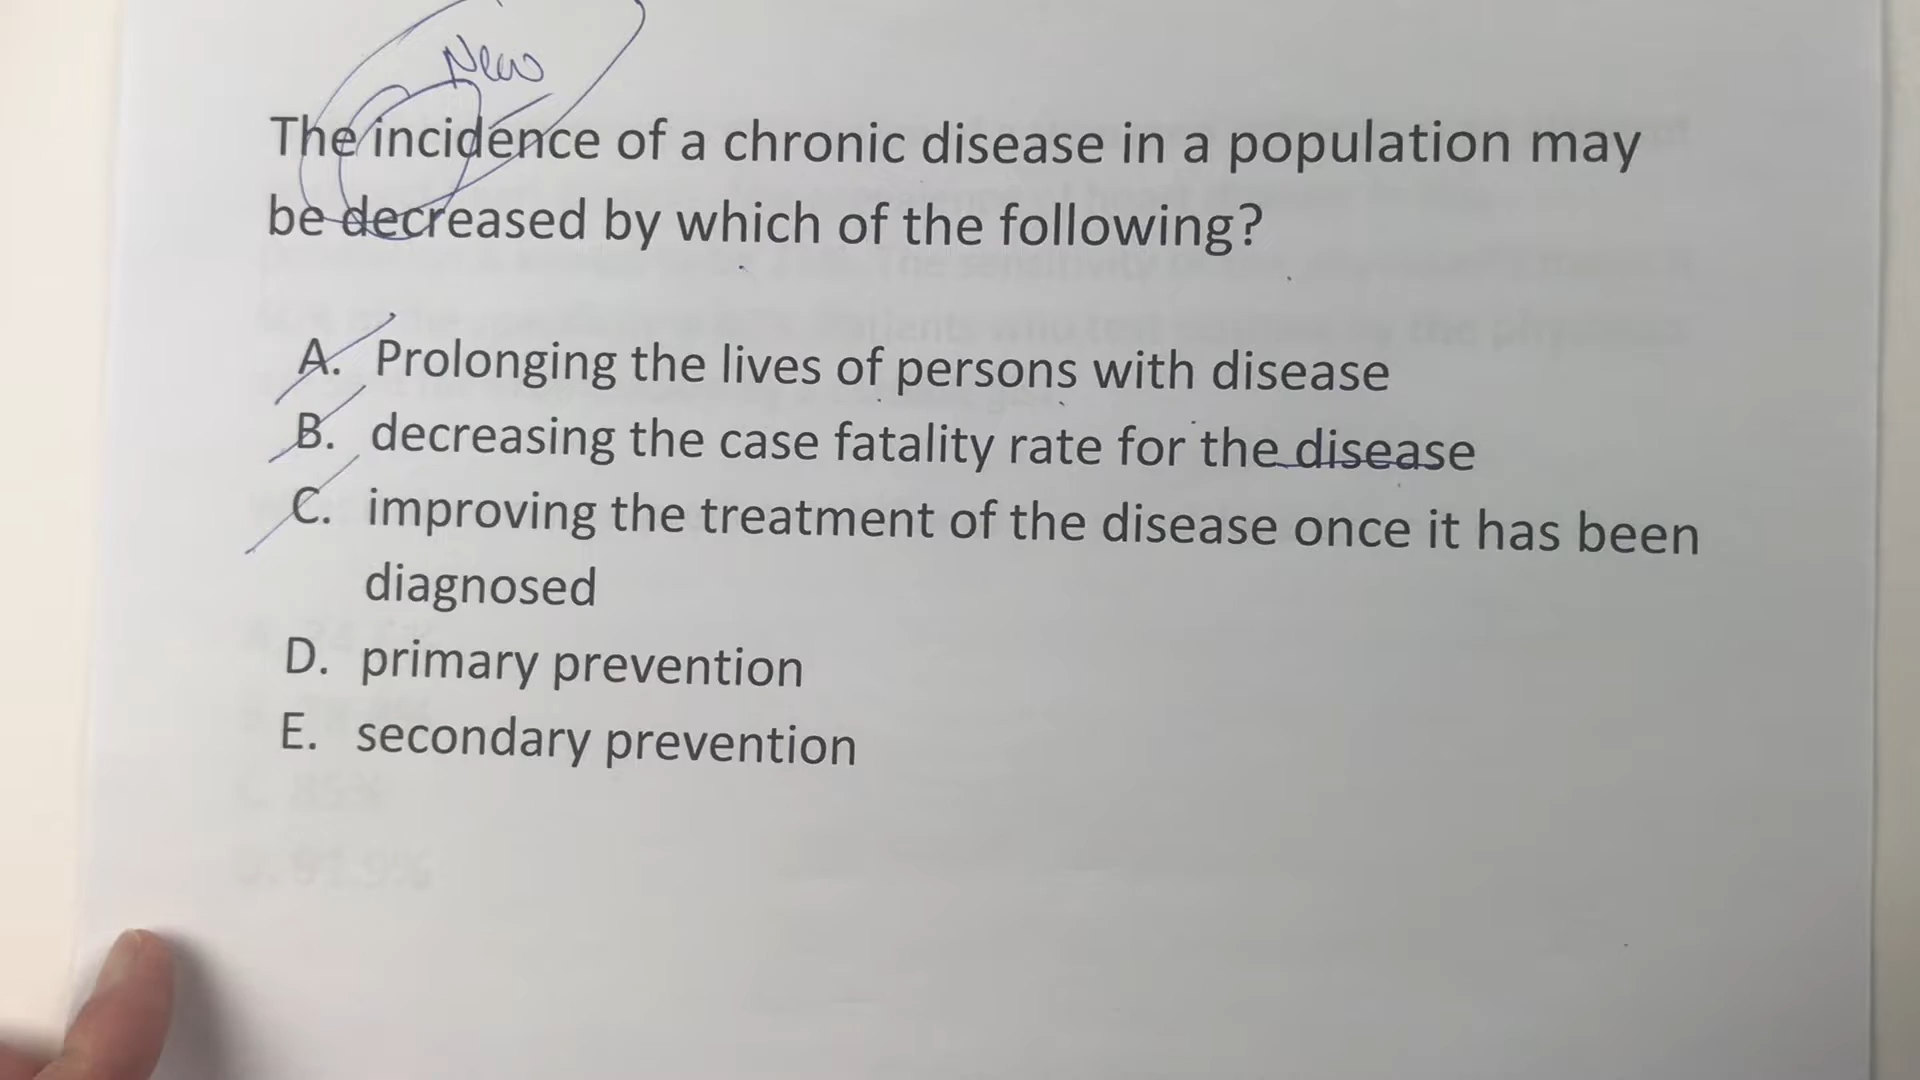 New
The incidence of a chronic disease in a population may
be decreased by which of the following?
A. Prolonging the lives of persons with disease
B. decreasing the case fatality rate for the disease
C. improving the treatment of the disease once it has been
diagnosed
D. primary prevention
E. secondary prevention